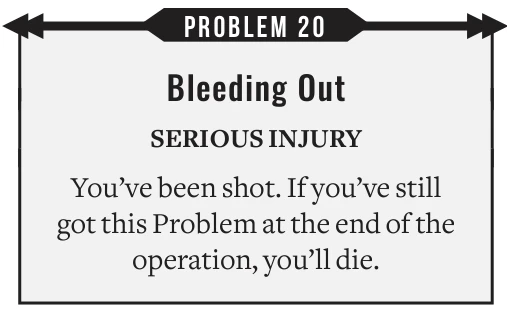 PROBLEM 20
Bleeding Out
SERIOUS INJURY
You’ve been shot. If you’ve still
got this Problem at the end of the
operation, you’ll die.